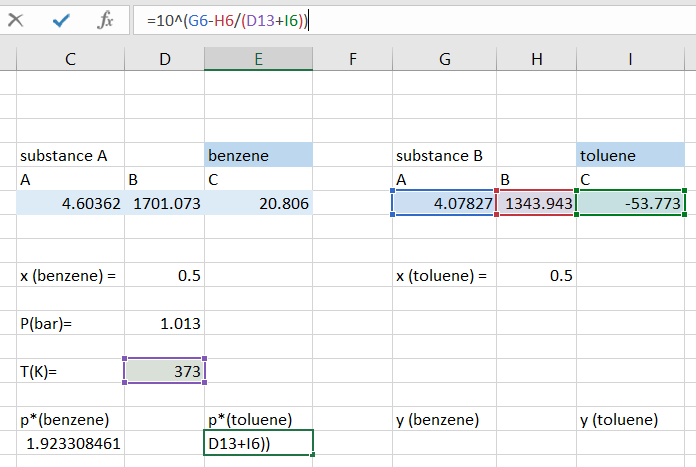 fx =10^(G6-H6/(D13+I6))
C D E F G H I
substance A benzene substance B toluene
A B C A B C
4.60362 1701.073 20.806 4.07827 1343.943 -53.773
x (benzene) = 0.5 x (toluene) = 0.5
P(bar)= 1.013
T(K)= 373
p*(benzene) p*(toluene) y (benzene) y (toluene)
1.923308461 D13+I6))